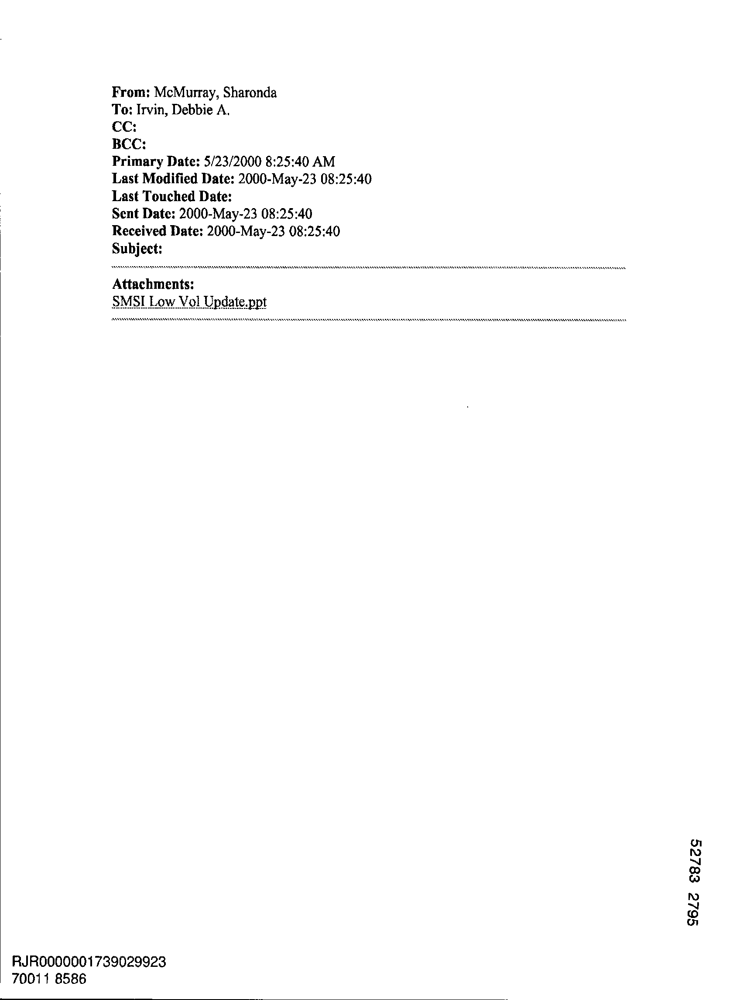 From: McMurray, Sharonda
To: Irvin, Debbie A.
CC:
BCC:
Primary Date: 5/23/2000 8:25:40 AM
Last Modified Date: 2000-May-23 08:25:40
Last Touched Date:
Sent Date: 2000-May-23 08:25:40
Received Date: 2000-May-23 08:25:40
Subject:
Attachments:
SMSI Low Vol Update.ppt
52783 2795
RJR0000001739029923
70011 8586